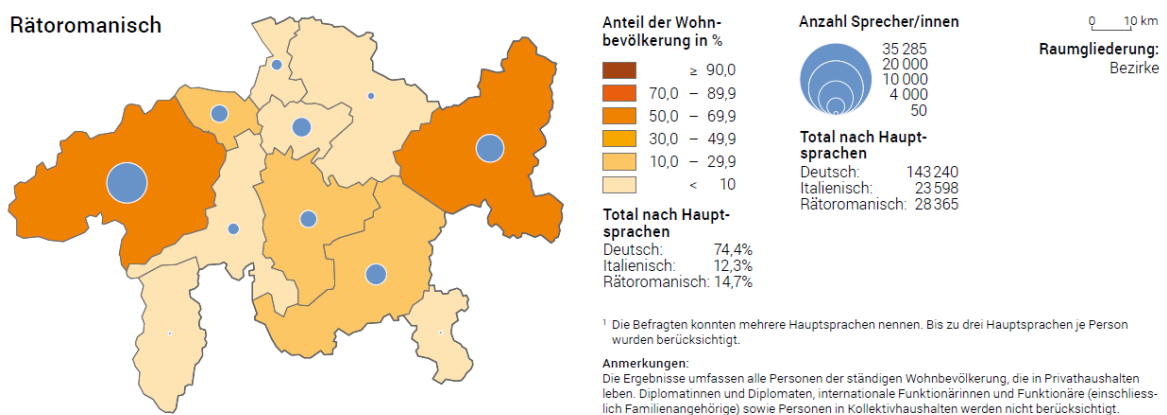 Rätoromanisch
Anteil der Wohn-
bevölkerung in %
≥ 90,0
70,0 – 89,9
50,0 – 69,9
30,0 – 49,9
10,0 – 29,9
< 10
Total nach Haupt-
sprachen
Deutsch: 74,4%
Italienisch: 12,3%
Rätoromanisch: 14,7%
Anzahl Sprecher/innen
35 285
20 000
10 000
4 000
50
Total nach Haupt-
sprachen
Deutsch: 143 240
Italienisch: 23 598
Rätoromanisch: 28 365
0 10 km
Raumgliederung:
Bezirke
¹ Die Befragten konnten mehrere Hauptsprachen nennen. Bis zu drei Hauptsprachen je Person
wurden berücksichtigt.
Anmerkungen:
Die Ergebnisse umfassen alle Personen der ständigen Wohnbevölkerung, die in Privathaushalten
leben. Diplomatinnen und Diplomaten, internationale Funktionärinnen und Funktionäre (einschliess-
lich Familienangehörige) sowie Personen in Kollektivhaushalten werden nicht berücksichtigt.